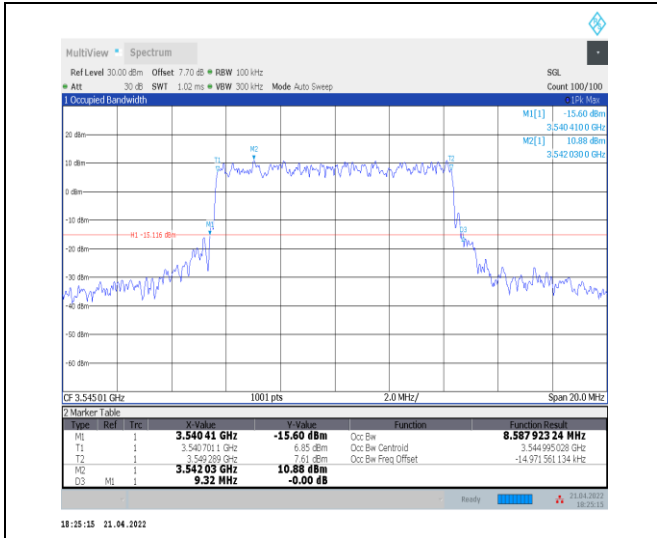 MultiView Spectrum
Ref Level 30.00 dBm Offset 7.70 dB RBW 100 kHz SGL
Att 30 dB SWT 1.02 ms VBW 300 kHz Mode Auto Sweep Count 100/100
1 Occupied Bandwidth 1Pk Max
M1[1] -15.60 dBm
3.540 410 0 GHz
M2[1] 10.88 dBm
3.542 030 0 GHz
20 dBm
M2
T1
T2
10 dBm
0 dBm
-10 dBm
M1
D3
H1 -15.116 dBm
-20 dBm
-30 dBm
-40 dBm
-50 dBm
-60 dBm
CF 3.545 01 GHz 1001 pts 2.0 MHz/ Span 20.0 MHz
2 Marker Table
Type Ref Trc X-Value Y-Value Function Function Result
M1 1 3.540 41 GHz -15.60 dBm Occ Bw 8.587 923 24 MHz
T1 1 3.540 701 1 GHz 6.85 dBm Occ Bw Centroid 3.544 995 028 GHz
T2 1 3.549 289 GHz 7.61 dBm Occ Bw Freq Offset -14.971 561 134 kHz
M2 1 3.542 03 GHz 10.88 dBm
D3 M1 1 9.32 MHz -0.00 dB
Ready 21.04.2022
18:25:15
18:25:15 21.04.2022